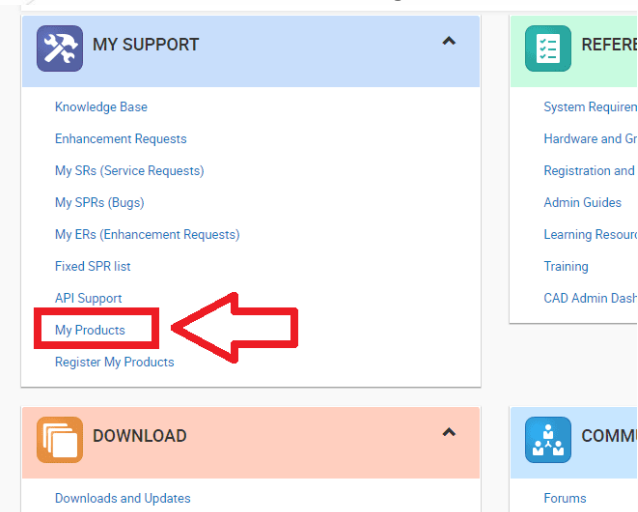 MY SUPPORT
Knowledge Base
Enhancement Requests
My SRs (Service Requests)
My SPRs (Bugs)
My ERs (Enhancement Requests)
Fixed SPR list
API Support
My Products
Register My Products
DOWNLOAD
Downloads and Updates
REFERE
System Requirem
Hardware and Gr
Registration and
Admin Guides
Learning Resourc
Training
CAD Admin Dash
COMMU
Forums